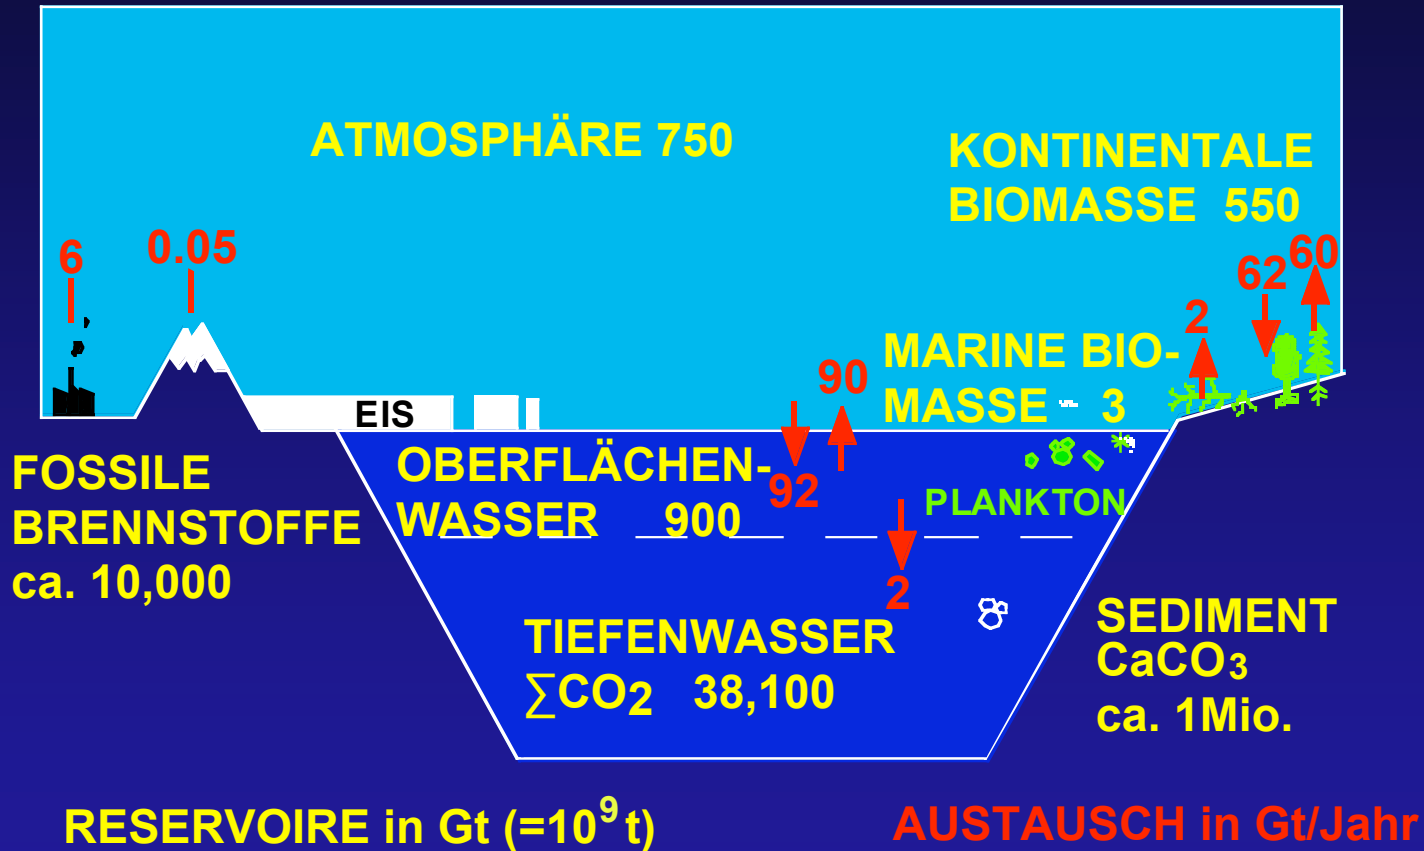 ATMOSPHÄRE 750
KONTINENTALE
BIOMASSE 550
6
0.05
62
60
2
MARINE BIO-
MASSE 3
90
EIS
FOSSILE
BRENNSTOFFE
ca. 10,000
OBERFLÄCHEN-
WASSER 900
92
PLANKTON
2
TIEFENWASSER
∑CO2 38,100
SEDIMENT
CaCO3
ca. 1Mio.
RESERVOIRE in Gt (=10⁹ t)
AUSTAUSCH in Gt/Jahr